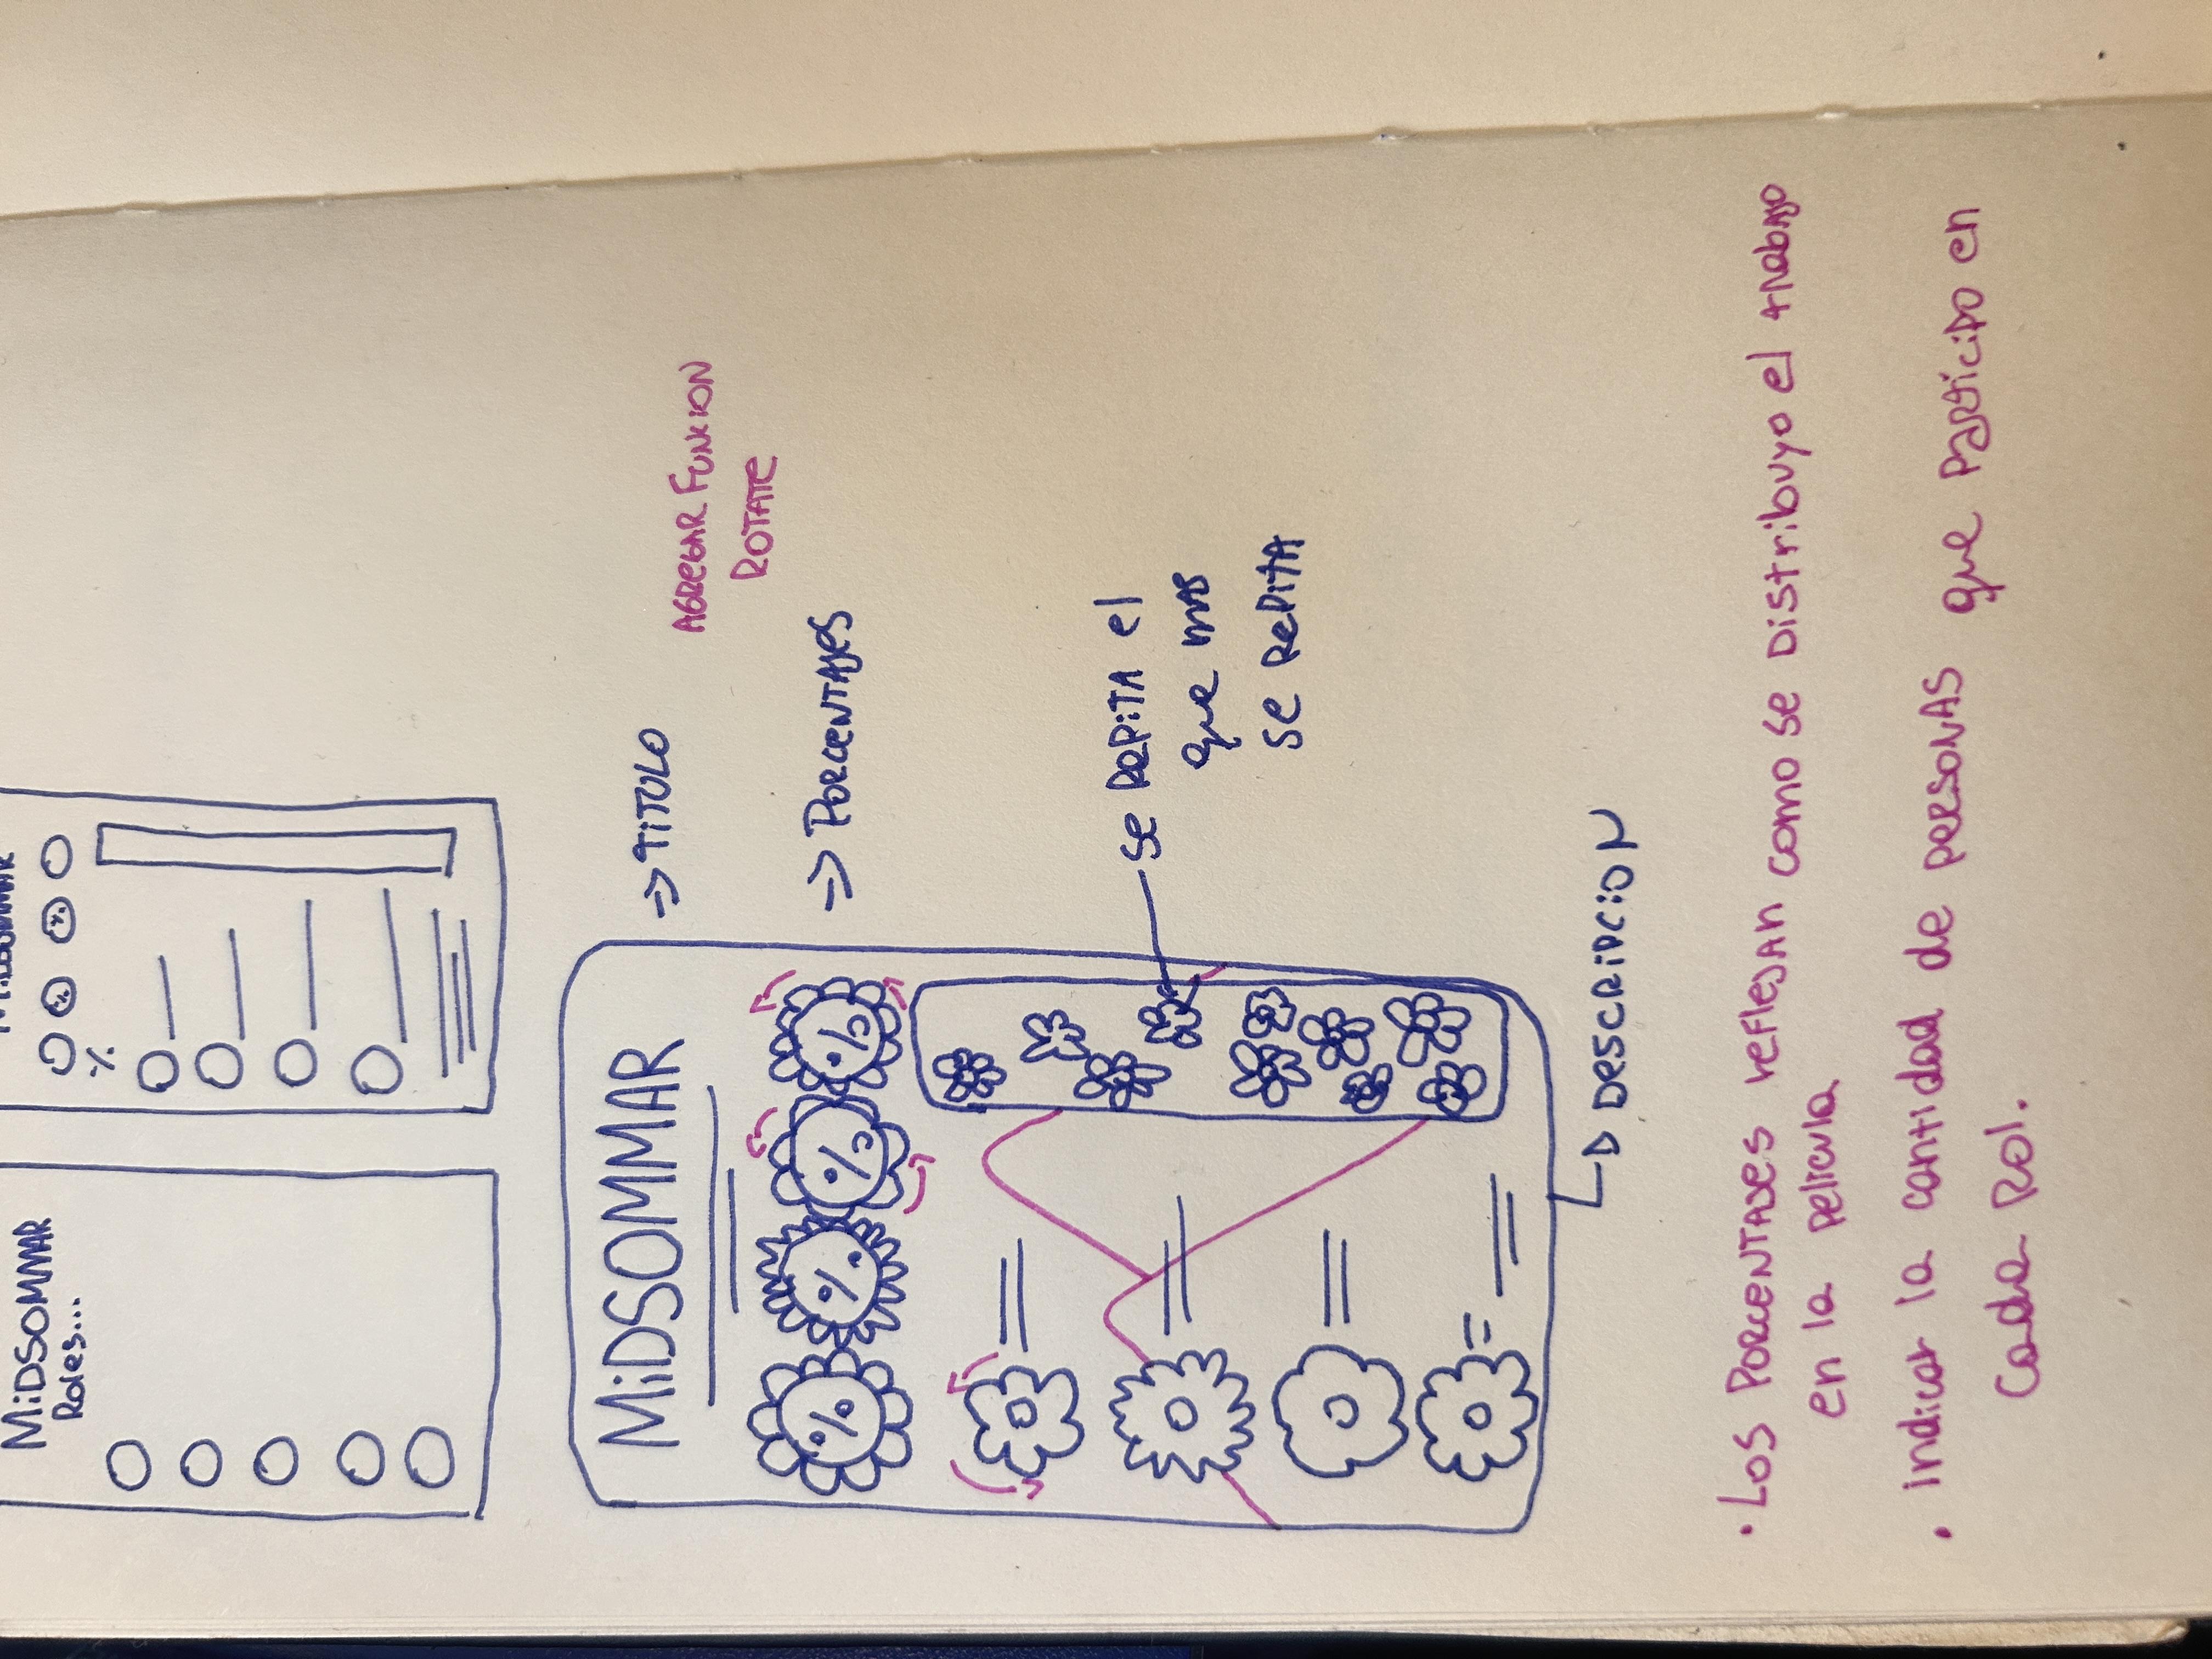 MiDSOMMAR
Roles...
MiDSOMMAR
%
%
%
MiDSOMMAR
TiTULO
AGREGAR FUNCION
ROTATE
%
%
%
%
PORCENTAJES
SE REPITA el
que MAS
SE REPITA
DESCRIPCION
• Los PORCENTAJES reflejAn como se Distribuyo el trabajo
en la pelicula
• indicar la cantidad de PERSONAS que Participo en
Cada Rol.